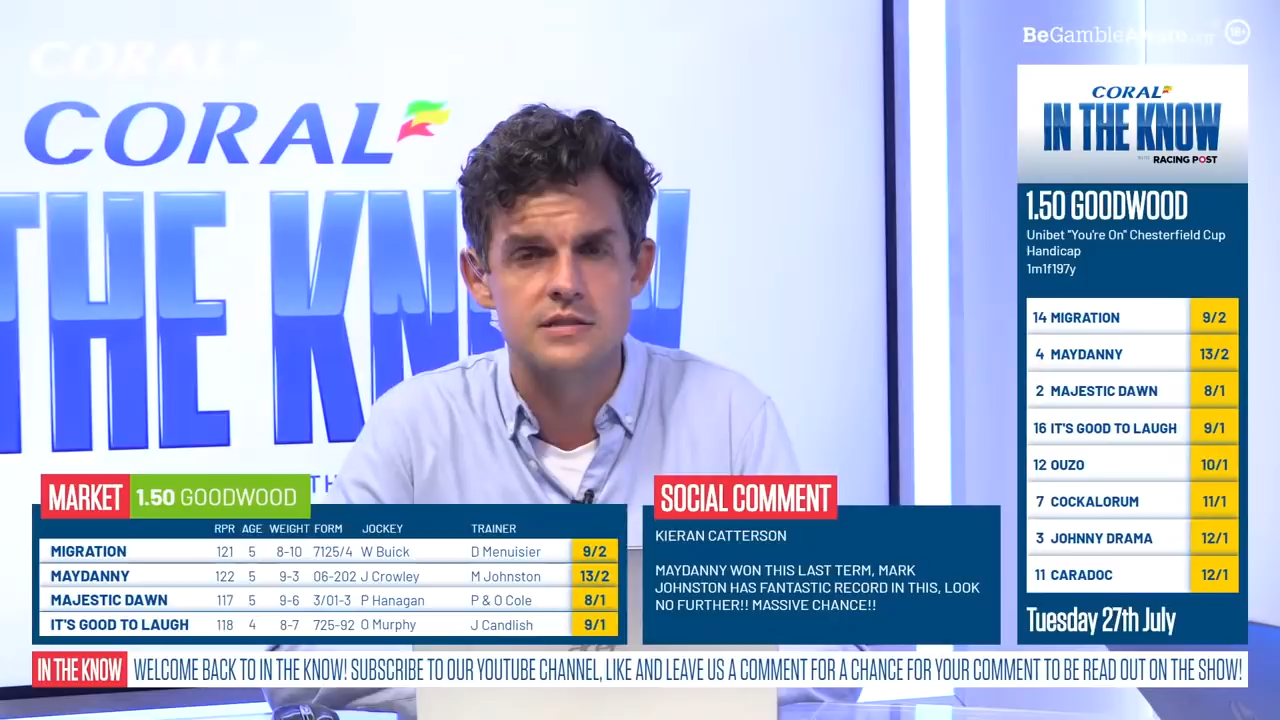 CORAL
BeGambleAware.org 18+
CORAL
THE KNOW
TH
CORAL
IN THE KNOW
WITH RACING POST
1.50 GOODWOOD
Unibet "You're On" Chesterfield Cup
Handicap
1m1f197y
14 MIGRATION 9/2
4 MAYDANNY 13/2
2 MAJESTIC DAWN 8/1
16 IT'S GOOD TO LAUGH 9/1
12 OUZO 10/1
7 COCKALORUM 11/1
3 JOHNNY DRAMA 12/1
11 CARADOC 12/1
Tuesday 27th July
MARKET 1.50 GOODWOOD
RPR AGE WEIGHT FORM JOCKEY TRAINER
MIGRATION 121 5 8-10 7125/4 W Buick D Menuisier 9/2
MAYDANNY 122 5 9-3 06-202 J Crowley M Johnston 13/2
MAJESTIC DAWN 117 5 9-6 3/01-3 P Hanagan P & O Cole 8/1
IT'S GOOD TO LAUGH 118 4 8-7 725-92 O Murphy J Candlish 9/1
SOCIAL COMMENT
KIERAN CATTERSON
MAYDANNY WON THIS LAST TERM, MARK
JOHNSTON HAS FANTASTIC RECORD IN THIS, LOOK
NO FURTHER!! MASSIVE CHANCE!!
IN THE KNOW WELCOME BACK TO IN THE KNOW! SUBSCRIBE TO OUR YOUTUBE CHANNEL, LIKE AND LEAVE US A COMMENT FOR A CHANCE FOR YOUR COMMENT TO BE READ OUT ON THE SHOW!